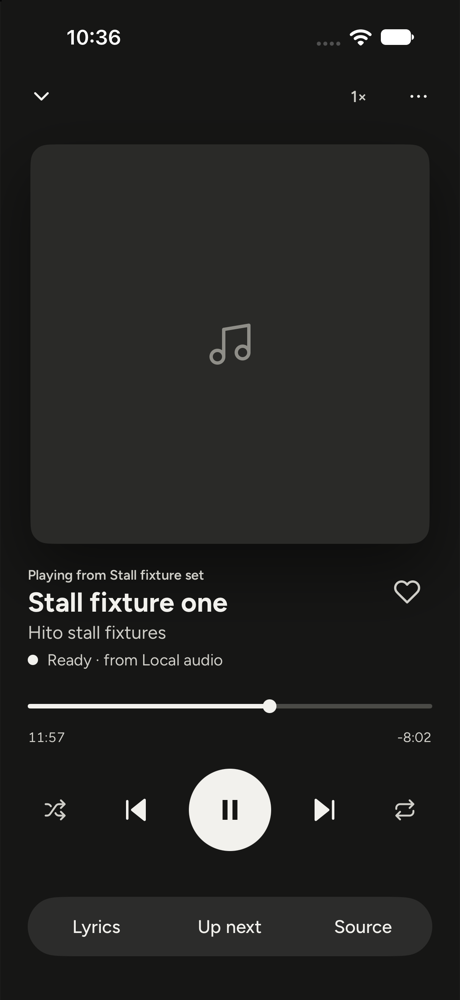 10:36
1×
Playing from Stall fixture set
Stall fixture one
Hito stall fixtures
Ready · from Local audio
11:57
-8:02
Lyrics
Up next
Source